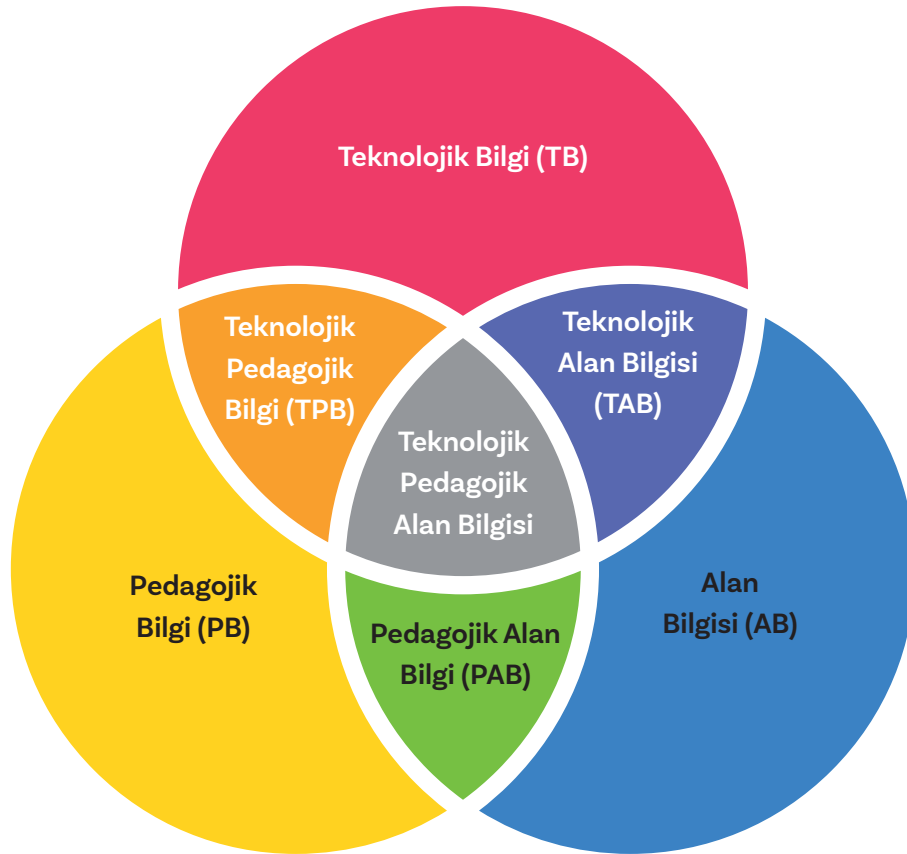 Teknolojik Bilgi (TB)
Teknolojik
Pedagojik
Bilgi (TPB)
Teknolojik
Alan Bilgisi
(TAB)
Teknolojik
Pedagojik
Alan Bilgisi
Pedagojik
Bilgi (PB)
Alan
Bilgisi (AB)
Pedagojik Alan
Bilgi (PAB)